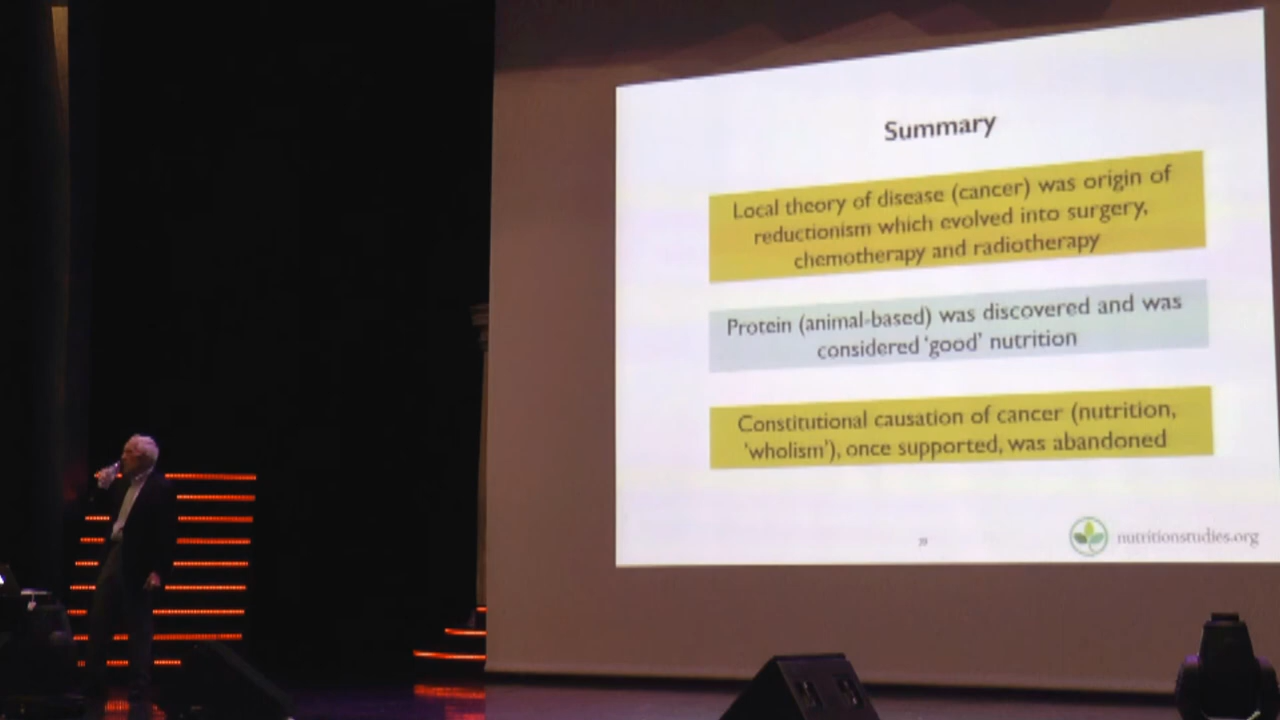 Summary
Local theory of disease (cancer) was origin of
reductionism which evolved into surgery,
chemotherapy and radiotherapy
Protein (animal-based) was discovered and was
considered ‘good’ nutrition
Constitutional causation of cancer (nutrition,
‘wholism’), once supported, was abandoned
nutritionstudies.org